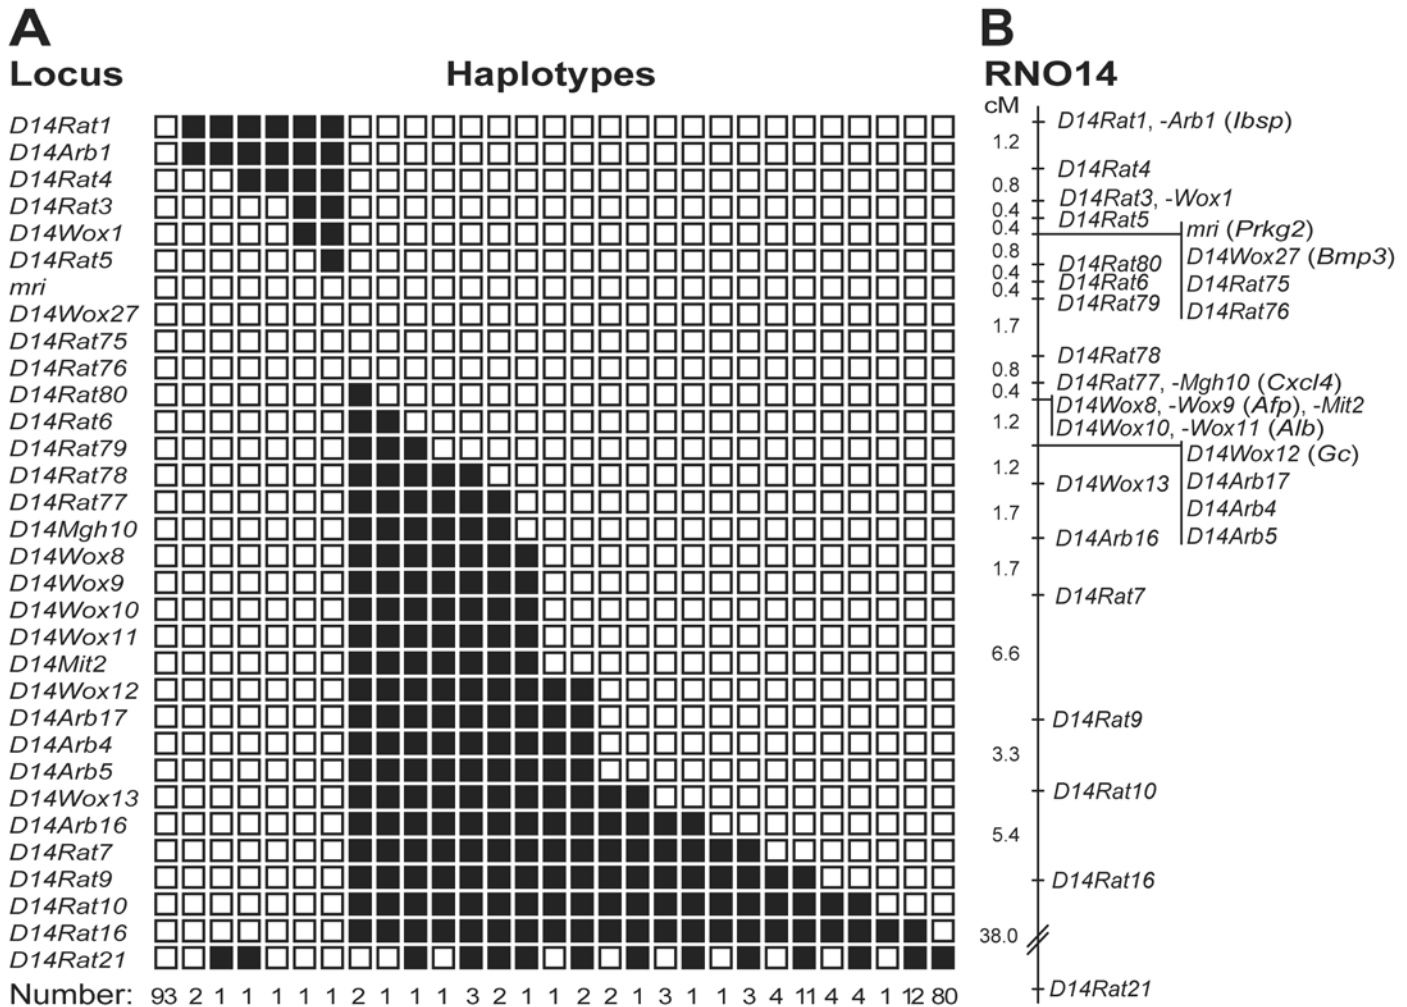 A
Locus Haplotypes
D14Rat1
D14Arb1
D14Rat4
D14Rat3
D14Wox1
D14Rat5
mri
D14Wox27
D14Rat75
D14Rat76
D14Rat80
D14Rat6
D14Rat79
D14Rat78
D14Rat77
D14Mgh10
D14Wox8
D14Wox9
D14Wox10
D14Wox11
D14Mit2
D14Wox12
D14Arb17
D14Arb4
D14Arb5
D14Wox13
D14Arb16
D14Rat7
D14Rat9
D14Rat10
D14Rat16
D14Rat21
Number: 93 2 1 1 1 1 1 2 1 1 1 3 2 1 1 2 2 1 3 1 1 3 4 11 4 4 1 12 80
B
RNO14
cM
1.2
0.8
0.4
0.4
0.8
0.4
0.4
1.7
0.8
0.4
1.2
1.2
1.7
1.7
6.6
3.3
5.4
38.0
D14Rat1, -Arb1 (Ibsp)
D14Rat4
D14Rat3, -Wox1
D14Rat5
mri (Prkg2)
D14Wox27 (Bmp3)
D14Rat75
D14Rat76
D14Rat80
D14Rat6
D14Rat79
D14Rat78
D14Rat77, -Mgh10 (Cxcl4)
D14Wox8, -Wox9 (Afp), -Mit2
D14Wox10, -Wox11 (Alb)
D14Wox12 (Gc)
D14Arb17
D14Arb4
D14Arb5
D14Wox13
D14Arb16
D14Rat7
D14Rat9
D14Rat10
D14Rat16
D14Rat21